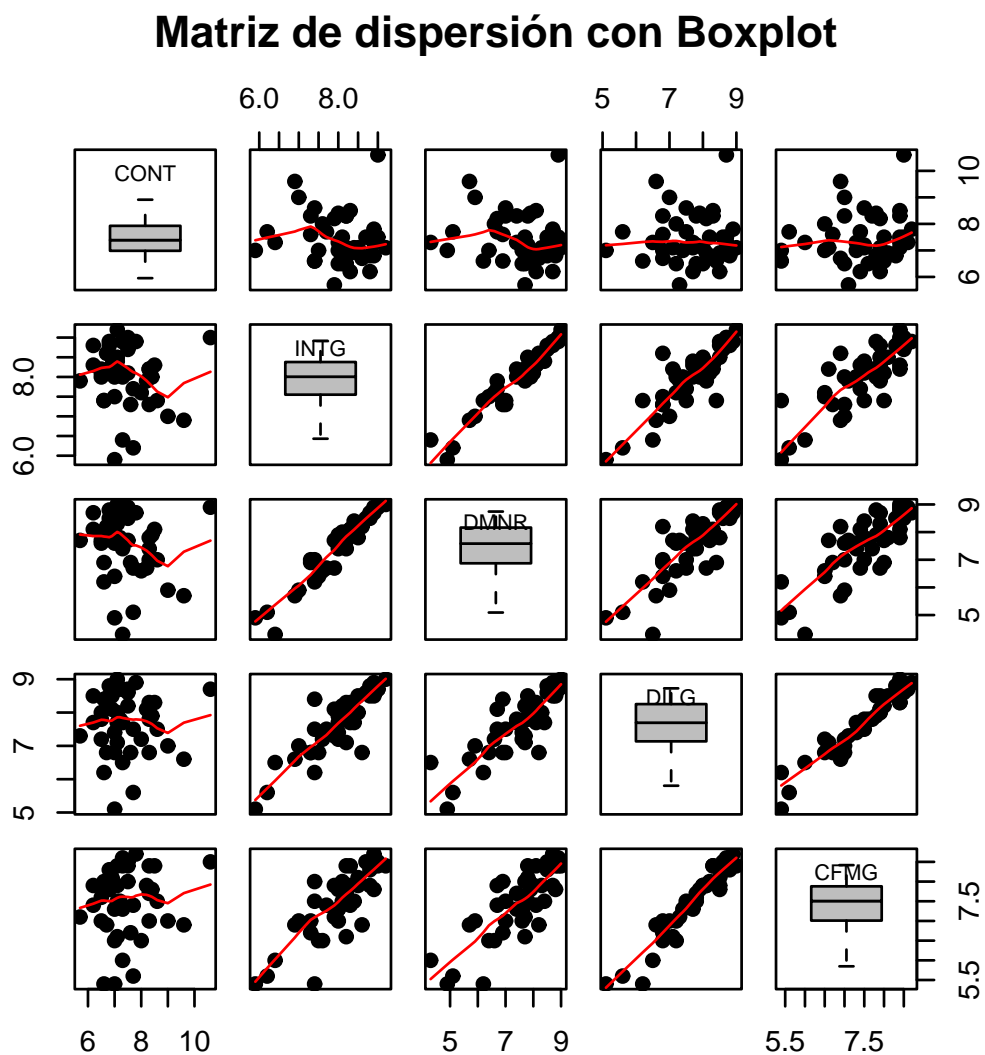 Matriz de dispersión con Boxplot
6.0 8.0 5 7 9
CONT
6 8 10
INTG
6.0 8.0
DMNR
5 7 9
DJTG
5 7 9
CFMG
5.5 7.5
6 8 10 5 7 9 5.5 7.5